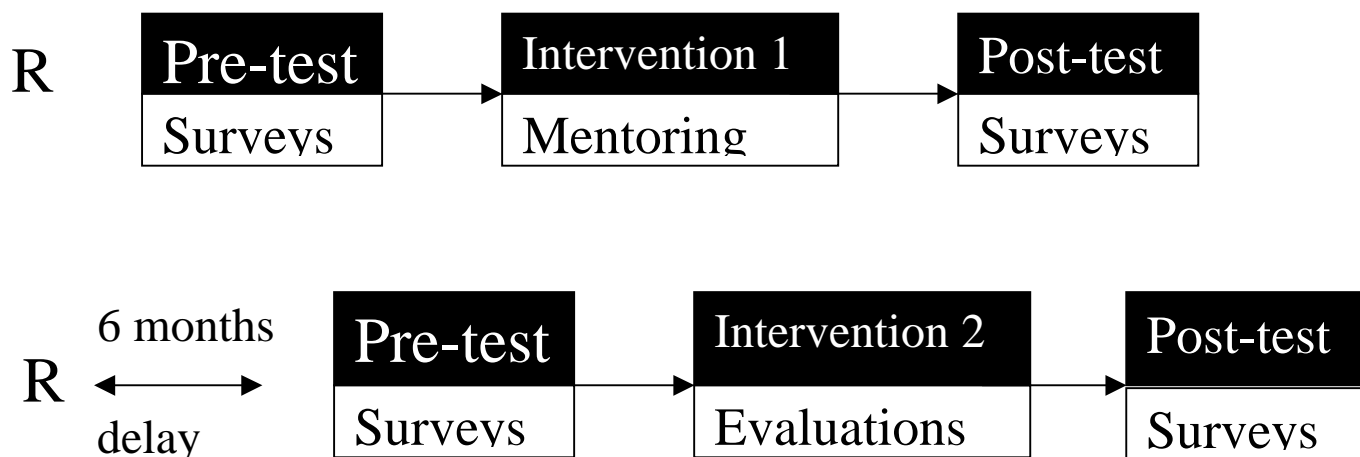 R
Pre-test
Surveys
Intervention 1
Mentoring
Post-test
Surveys
R
6 months
delay
Pre-test
Surveys
Intervention 2
Evaluations
Post-test
Surveys